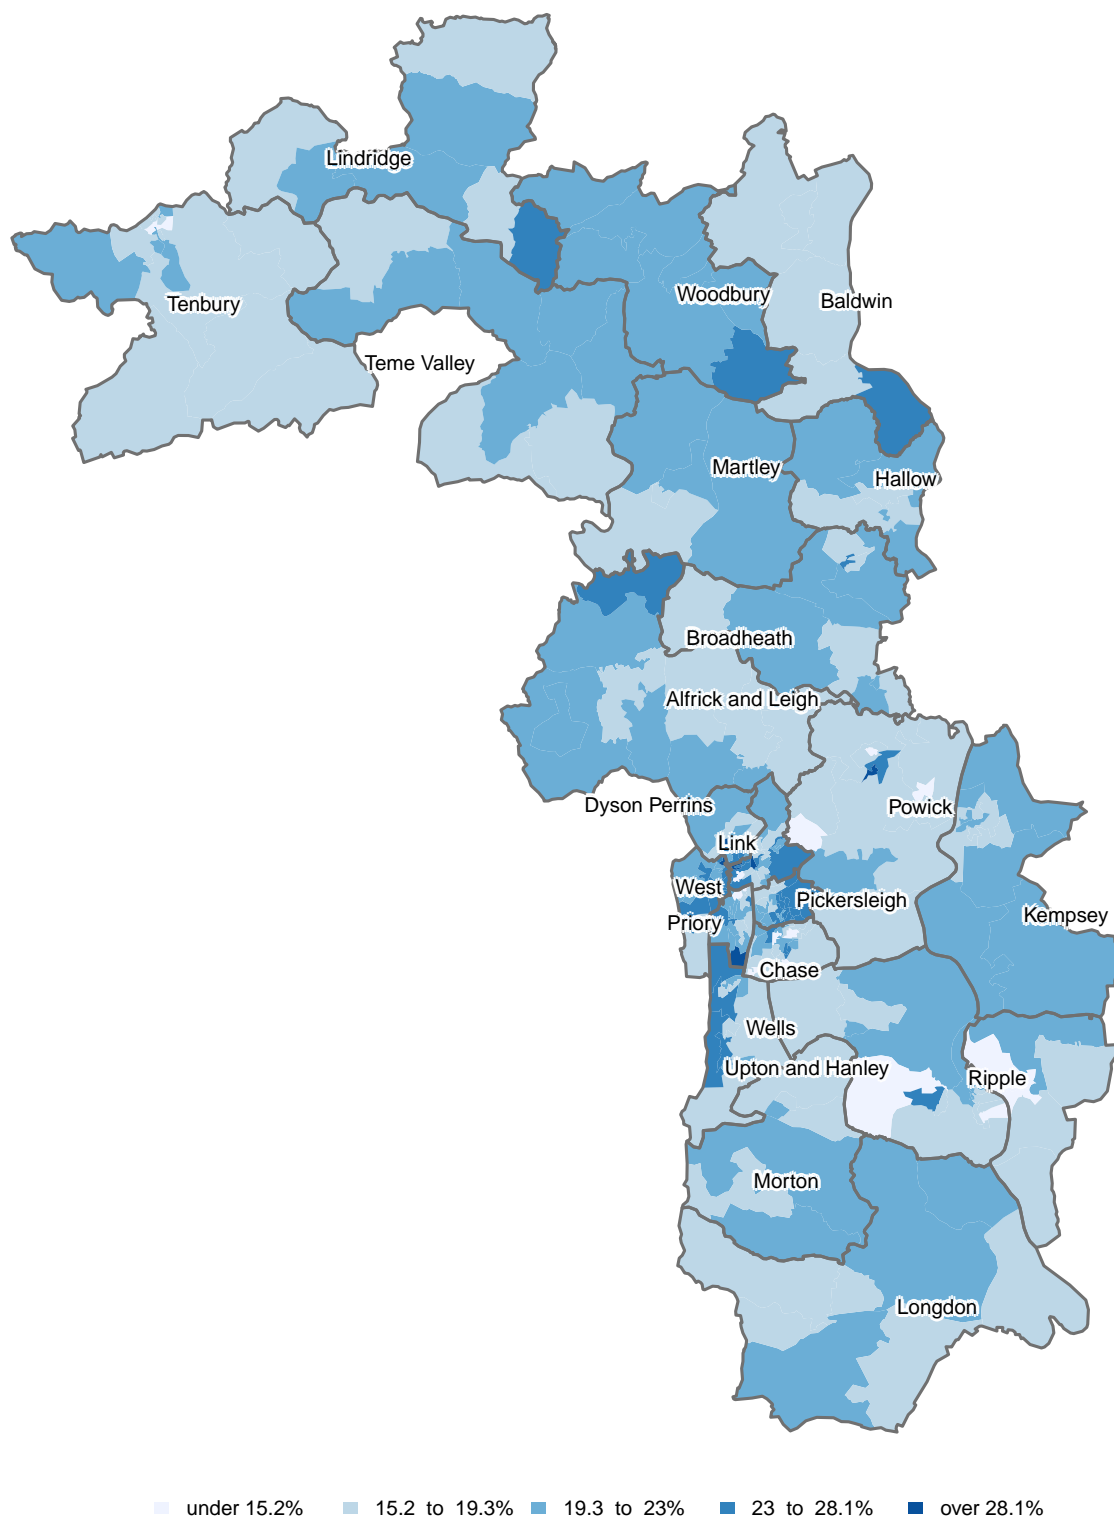 Lindridge
Tenbury
Woodbury
Baldwin
Teme Valley
Martley
Hallow
Broadheath
Alfrick and Leigh
Dyson Perrins
Powick
Link
West
Pickersleigh
Priory
Kempsey
Chase
Wells
Upton and Hanley
Ripple
Morton
Longdon
under 15.2% 15.2 to 19.3% 19.3 to 23% 23 to 28.1% over 28.1%